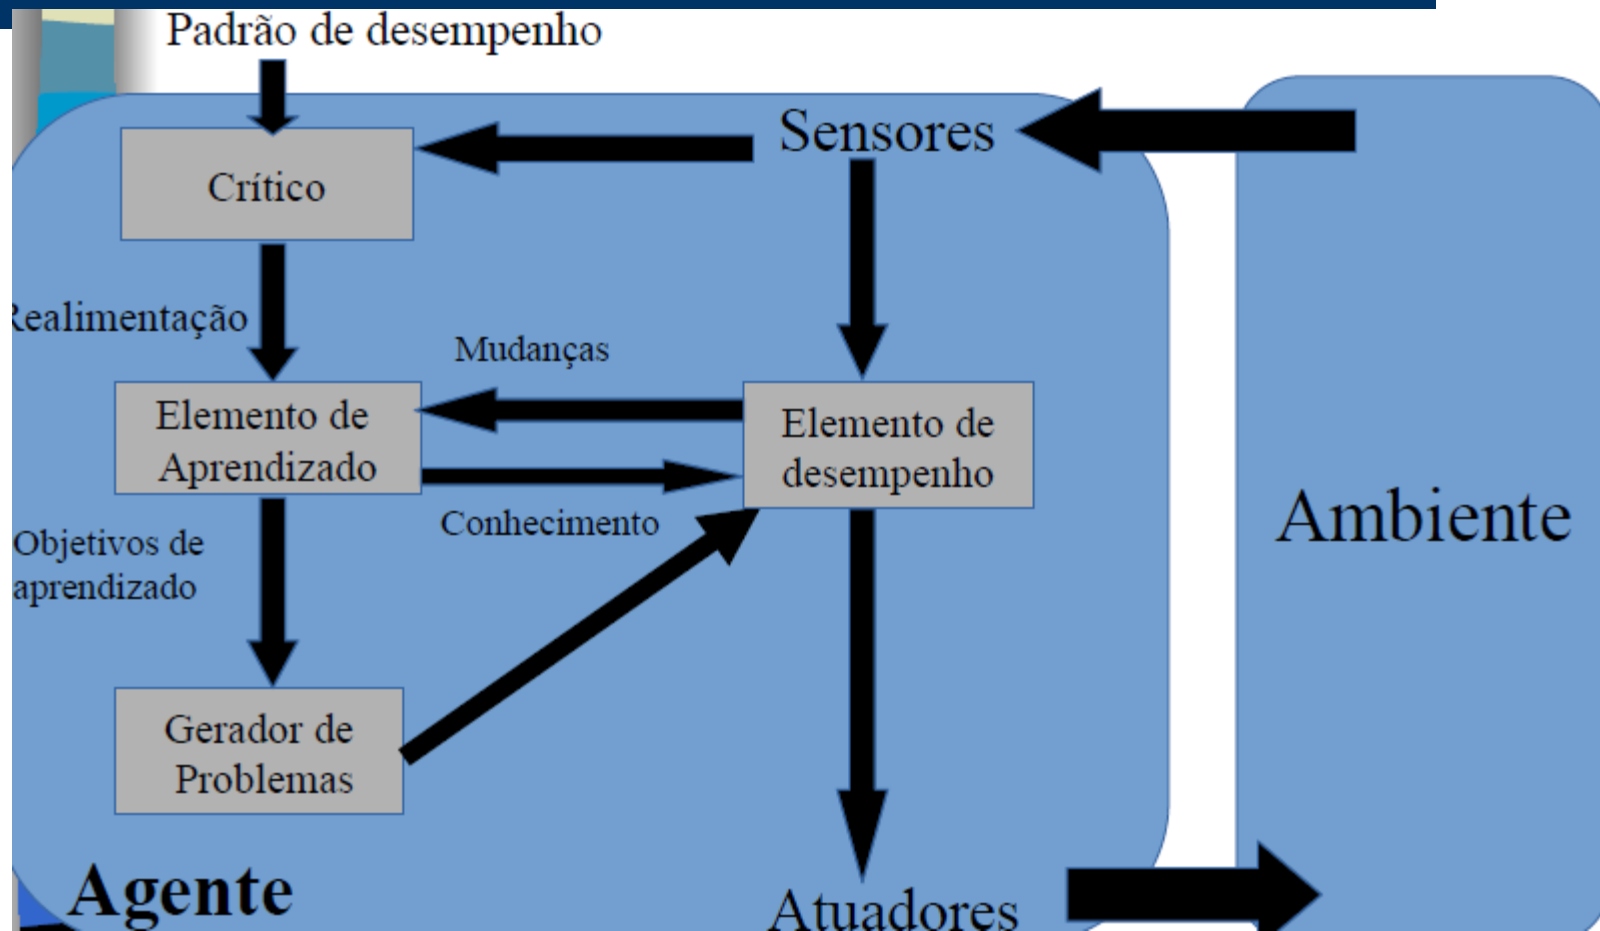 Padrão de desempenho
Sensores
Crítico
Realimentação
Mudanças
Elemento de
Aprendizado
Elemento de
desempenho
Conhecimento
Ambiente
Objetivos de
aprendizado
Gerador de
Problemas
Agente
Atuadores